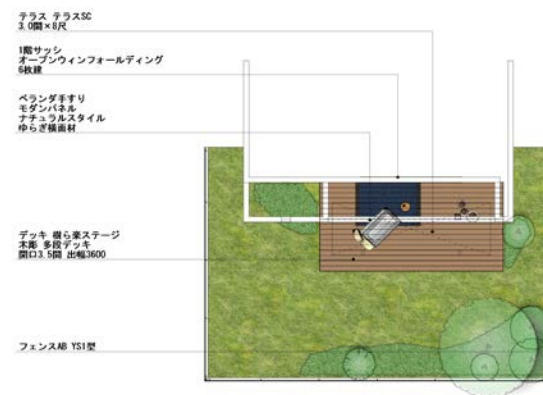 テラス テラスSC
3.0間×8尺
1階サッシ
オープンウィンフォールディング
6枚建
ベランダ手すり
モダンパネル
ナチュラルスタイル
ゆらぎ横面材
デッキ 樹ら楽ステージ
木彫 多段デッキ
間口3.5間 出幅3600
フェンスAB YS1型